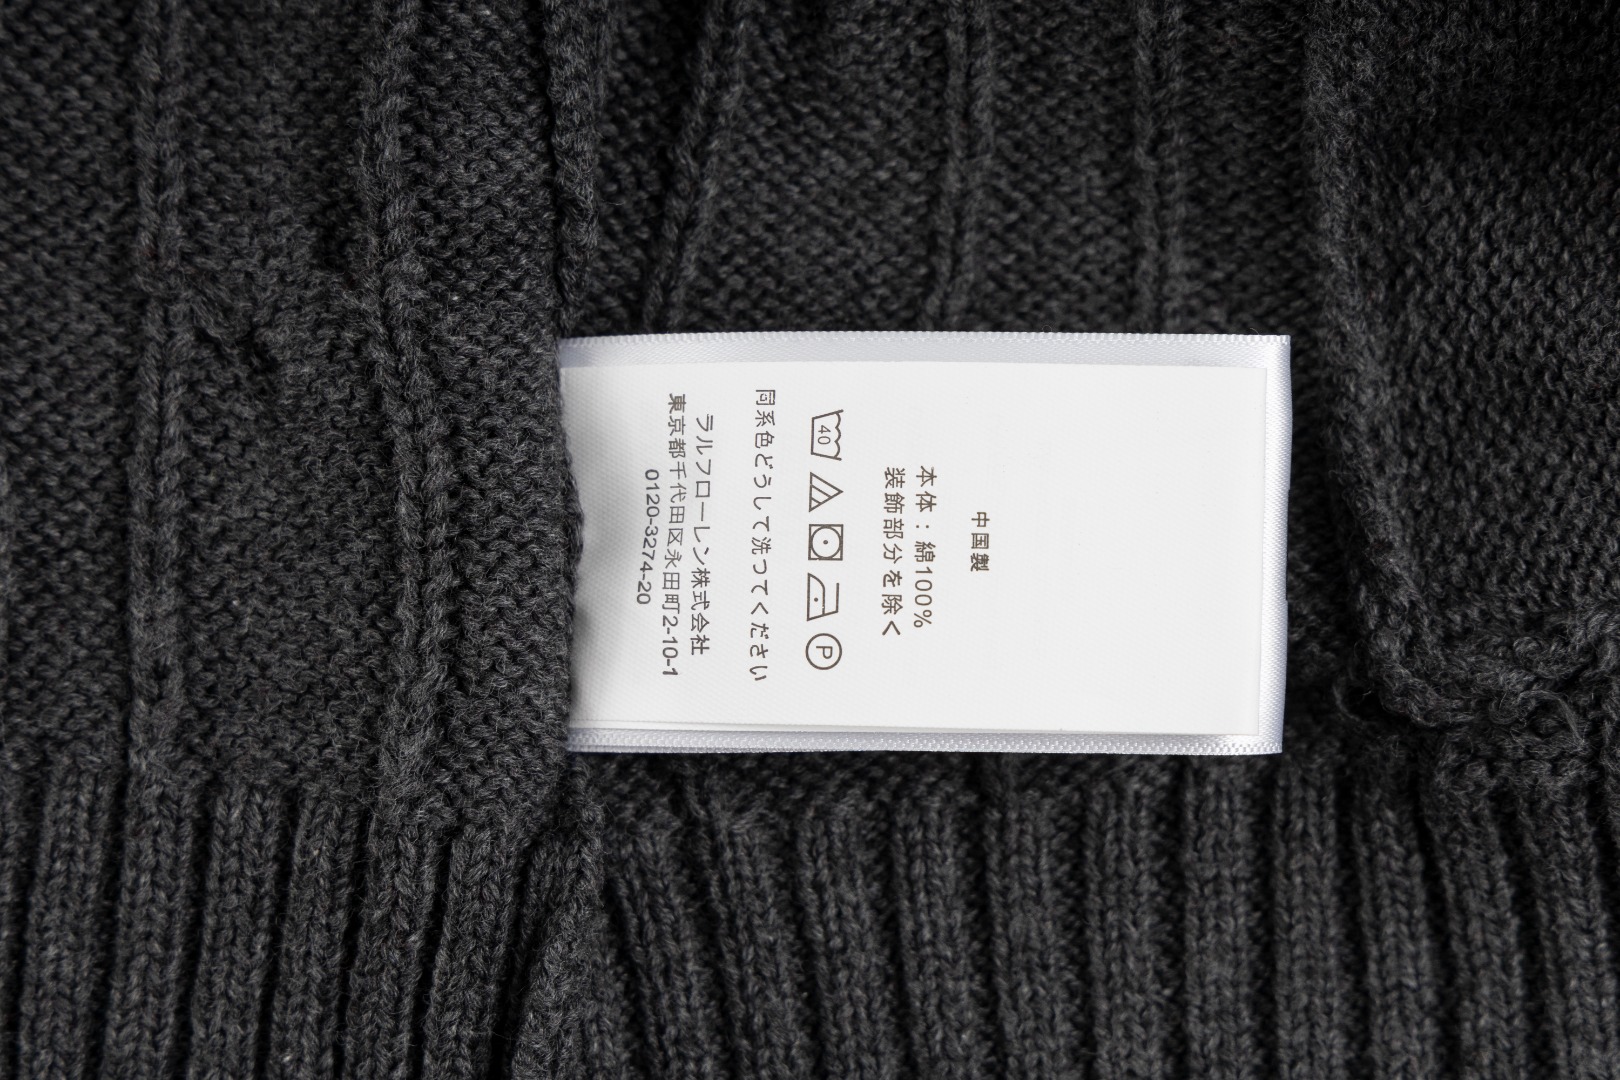 中国製
本体：綿100%
装飾部分を除く
40
P
同系色どうしで洗ってください
ラルフローレン株式会社
東京都千代田区永田町2-10-1
0120-3274-20